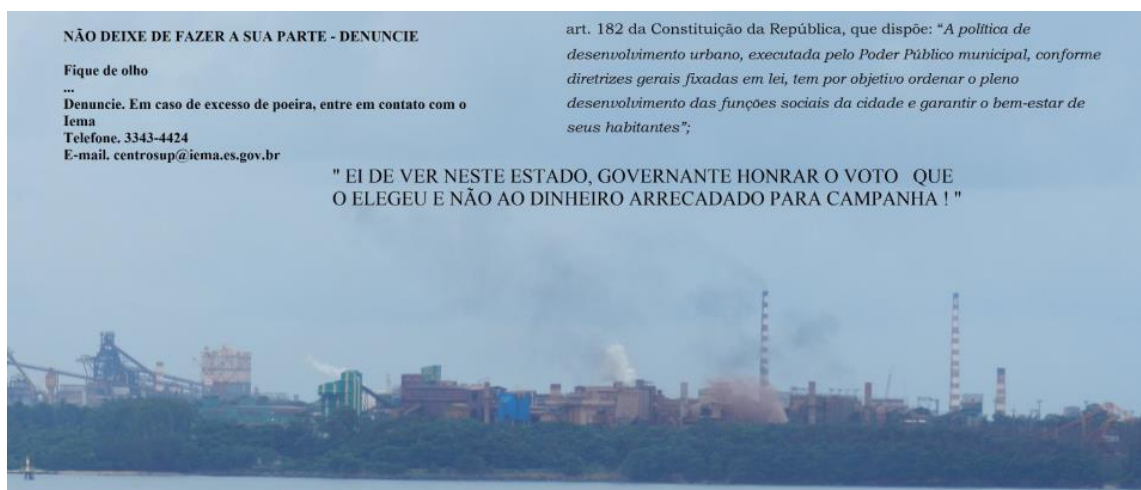 NÃO DEIXE DE FAZER A SUA PARTE - DENUNCIE
Fique de olho
...
Denuncie. Em caso de excesso de poeira, entre em contato com o
Iema
Telefone. 3343-4424
E-mail. centrosup@iema.es.gov.br
art. 182 da Constituição da República, que dispõe: “A política de
desenvolvimento urbano, executada pelo Poder Público municipal, conforme
diretrizes gerais fixadas em lei, tem por objetivo ordenar o pleno
desenvolvimento das funções sociais da cidade e garantir o bem-estar de
seus habitantes”;
" EI DE VER NESTE ESTADO, GOVERNANTE HONRAR O VOTO QUE
O ELEGEU E NÃO AO DINHEIRO ARRECADADO PARA CAMPANHA ! "